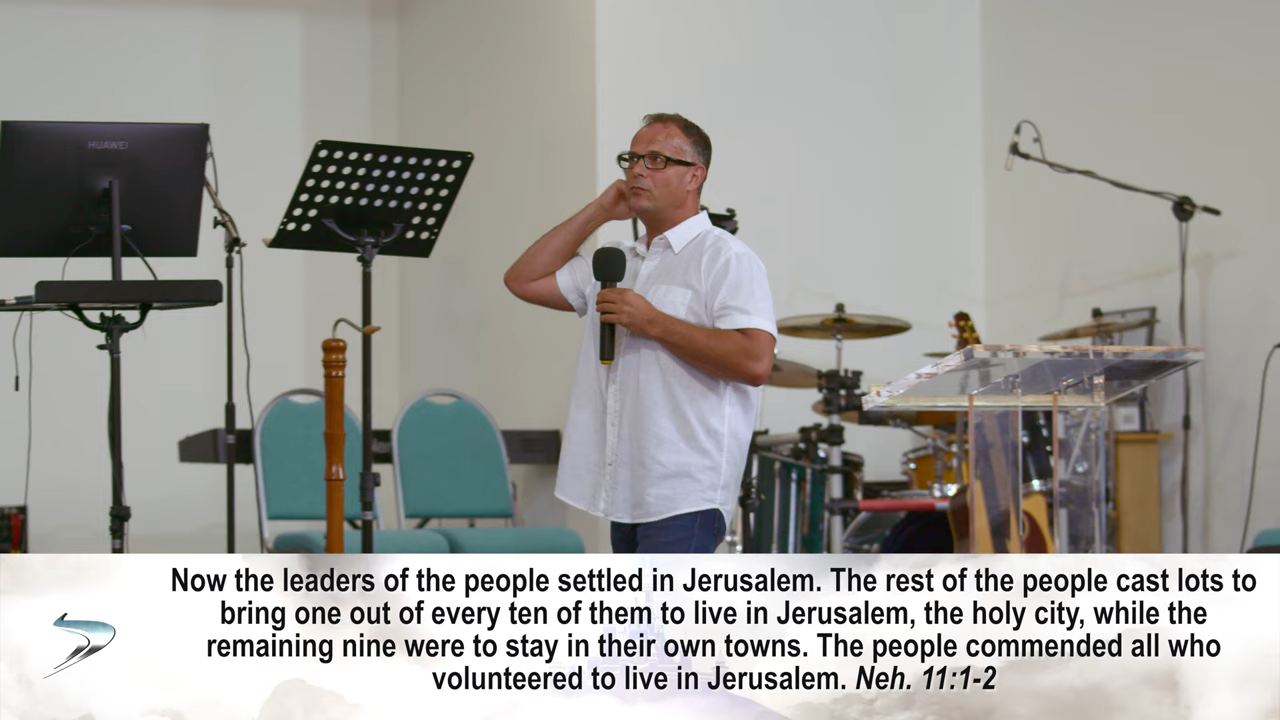 HUAWEI
Now the leaders of the people settled in Jerusalem. The rest of the people cast lots to
bring one out of every ten of them to live in Jerusalem, the holy city, while the
remaining nine were to stay in their own towns. The people commended all who
volunteered to live in Jerusalem. Neh. 11:1-2